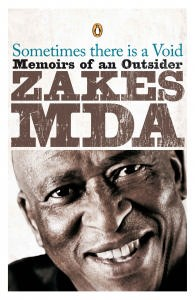 Sometimes there is a Void
Memoirs of an Outsider
ZAKES
MDA